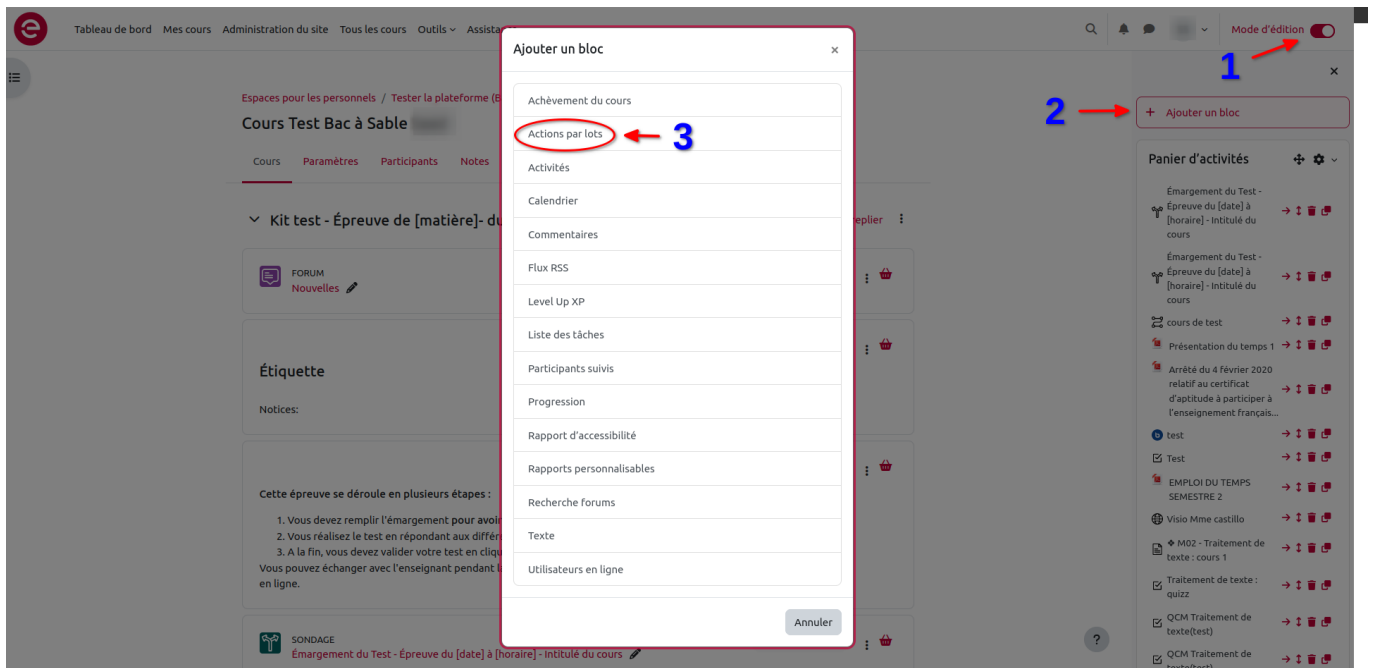 Tableau de bord Mes cours Administration du site Tous les cours Outils Assista
Mode d'édition
1
Ajouter un bloc
Espaces pour les personnels / Tester la plateforme (B
Cours Test Bac à Sable
Cours Paramètres Participants Notes
Kit test - Épreuve de [matière]- du
replier
FORUM
Nouvelles
Étiquette
Notices:
Cette épreuve se déroule en plusieurs étapes :
1. Vous devez remplir l'émargement pour avoir
2. Vous réalisez le test en répondant aux différ
3. A la fin, vous devez valider votre test en cliqu
Vous pouvez échanger avec l'enseignant pendant l
en ligne.
SONDAGE
Émargement du Test - Épreuve du [date] à [horaire] - Intitulé du cours
Achèvement du cours
Actions par lots
3
Activités
Calendrier
Commentaires
Flux RSS
Level Up XP
Liste des tâches
Participants suivis
Progression
Rapport d'accessibilité
Rapports personnalisables
Recherche forums
Texte
Utilisateurs en ligne
Annuler
2
+ Ajouter un bloc
Panier d'activités
Émargement du Test -
Épreuve du [date] à
[horaire] - Intitulé du
cours
Émargement du Test -
Épreuve du [date] à
[horaire] - Intitulé du
cours
cours de test
Présentation du temps 1
Arrêté du 4 février 2020
relatif au certificat
d'aptitude à participer à
l'enseignement français...
test
Test
EMPLOI DU TEMPS
SEMESTRE 2
Visio Mme castillo
❖ M02 - Traitement de
texte : cours 1
Traitement de texte :
quizz
QCM Traitement de
texte(test)
QCM Traitement de
texte(test)
?